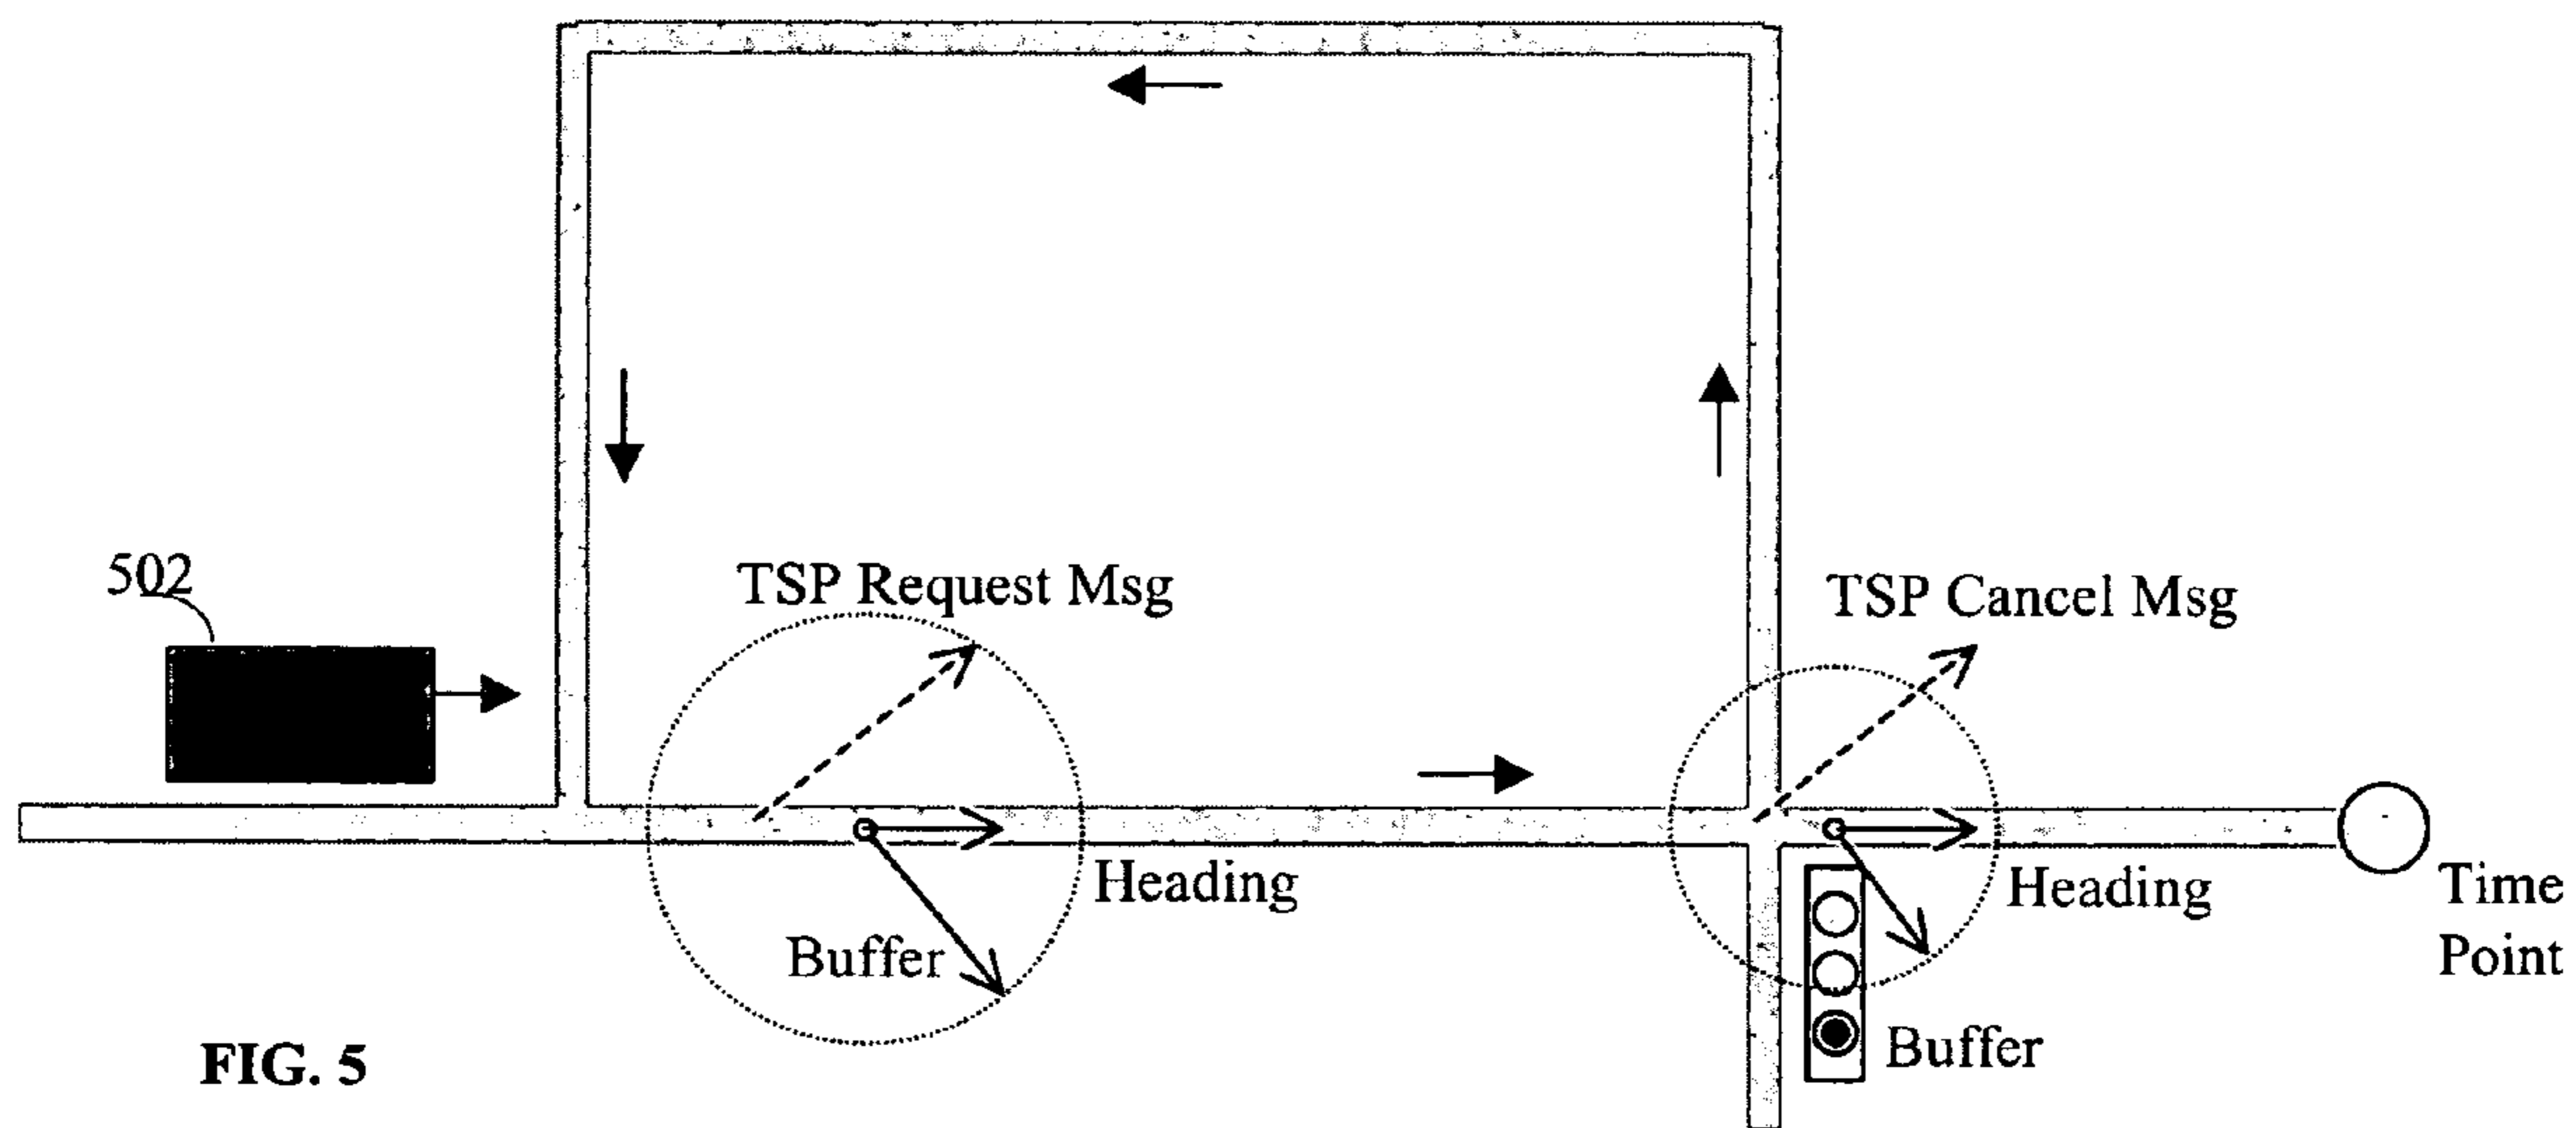 502
TSP Request Msg
TSP Cancel Msg
Heading
Heading
Time
Point
Buffer
Buffer
FIG. 5